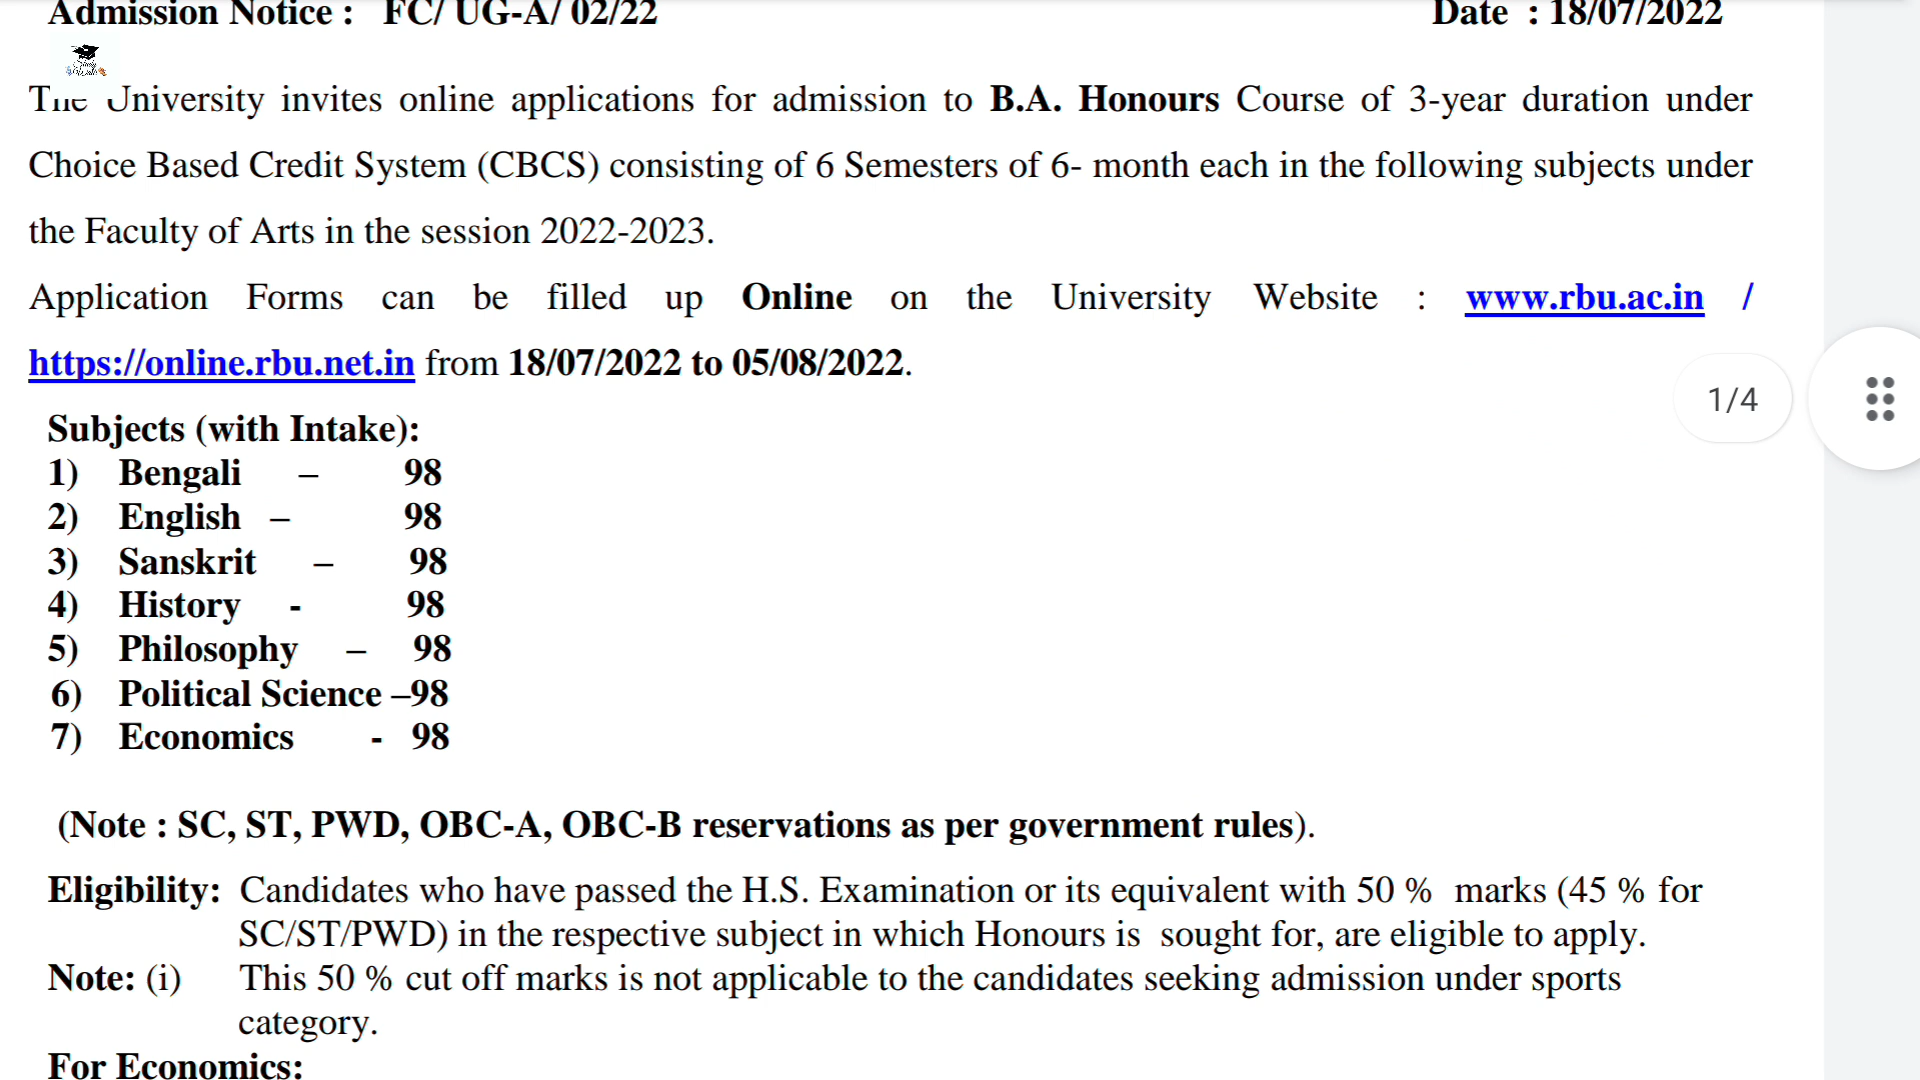 Admission Notice : FC/ UG-A/ 02/22 Date : 18/07/2022
The University invites online applications for admission to B.A. Honours Course of 3-year duration under
Choice Based Credit System (CBCS) consisting of 6 Semesters of 6- month each in the following subjects under
the Faculty of Arts in the session 2022-2023.
Application Forms can be filled up Online on the University Website : www.rbu.ac.in /
https://online.rbu.net.in from 18/07/2022 to 05/08/2022.
1/4
Subjects (with Intake):
1) Bengali – 98
2) English – 98
3) Sanskrit – 98
4) History - 98
5) Philosophy – 98
6) Political Science –98
7) Economics - 98
(Note : SC, ST, PWD, OBC-A, OBC-B reservations as per government rules).
Eligibility: Candidates who have passed the H.S. Examination or its equivalent with 50 % marks (45 % for
SC/ST/PWD) in the respective subject in which Honours is sought for, are eligible to apply.
Note: (i) This 50 % cut off marks is not applicable to the candidates seeking admission under sports
category.
For Economics: